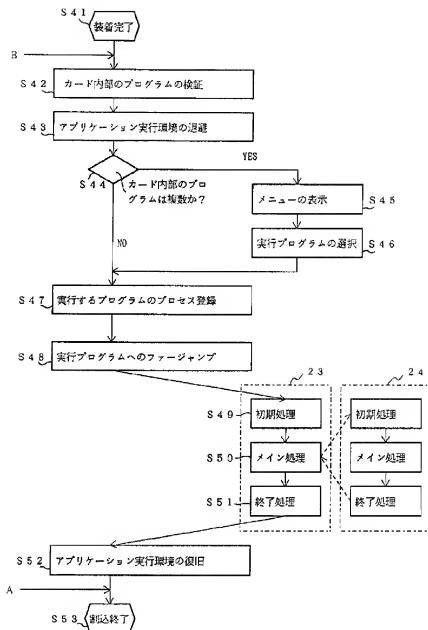 S41
装着完了
B
S42
カード内部のプログラムの検証
S43
アプリケーション実行環境の退避
YES
S44
カード内部のプロ
グラムは複数か?
S45
メニューの表示
S46
実行プログラムの選択
NO
S47
実行するプログラムのプロセス登録
S48
実行プログラムへのファージャンプ
23
24
S49
初期処理
初期処理
S50
メイン処理
メイン処理
S51
終了処理
終了処理
S52
アプリケーション実行環境の復旧
A
S53
割込終了